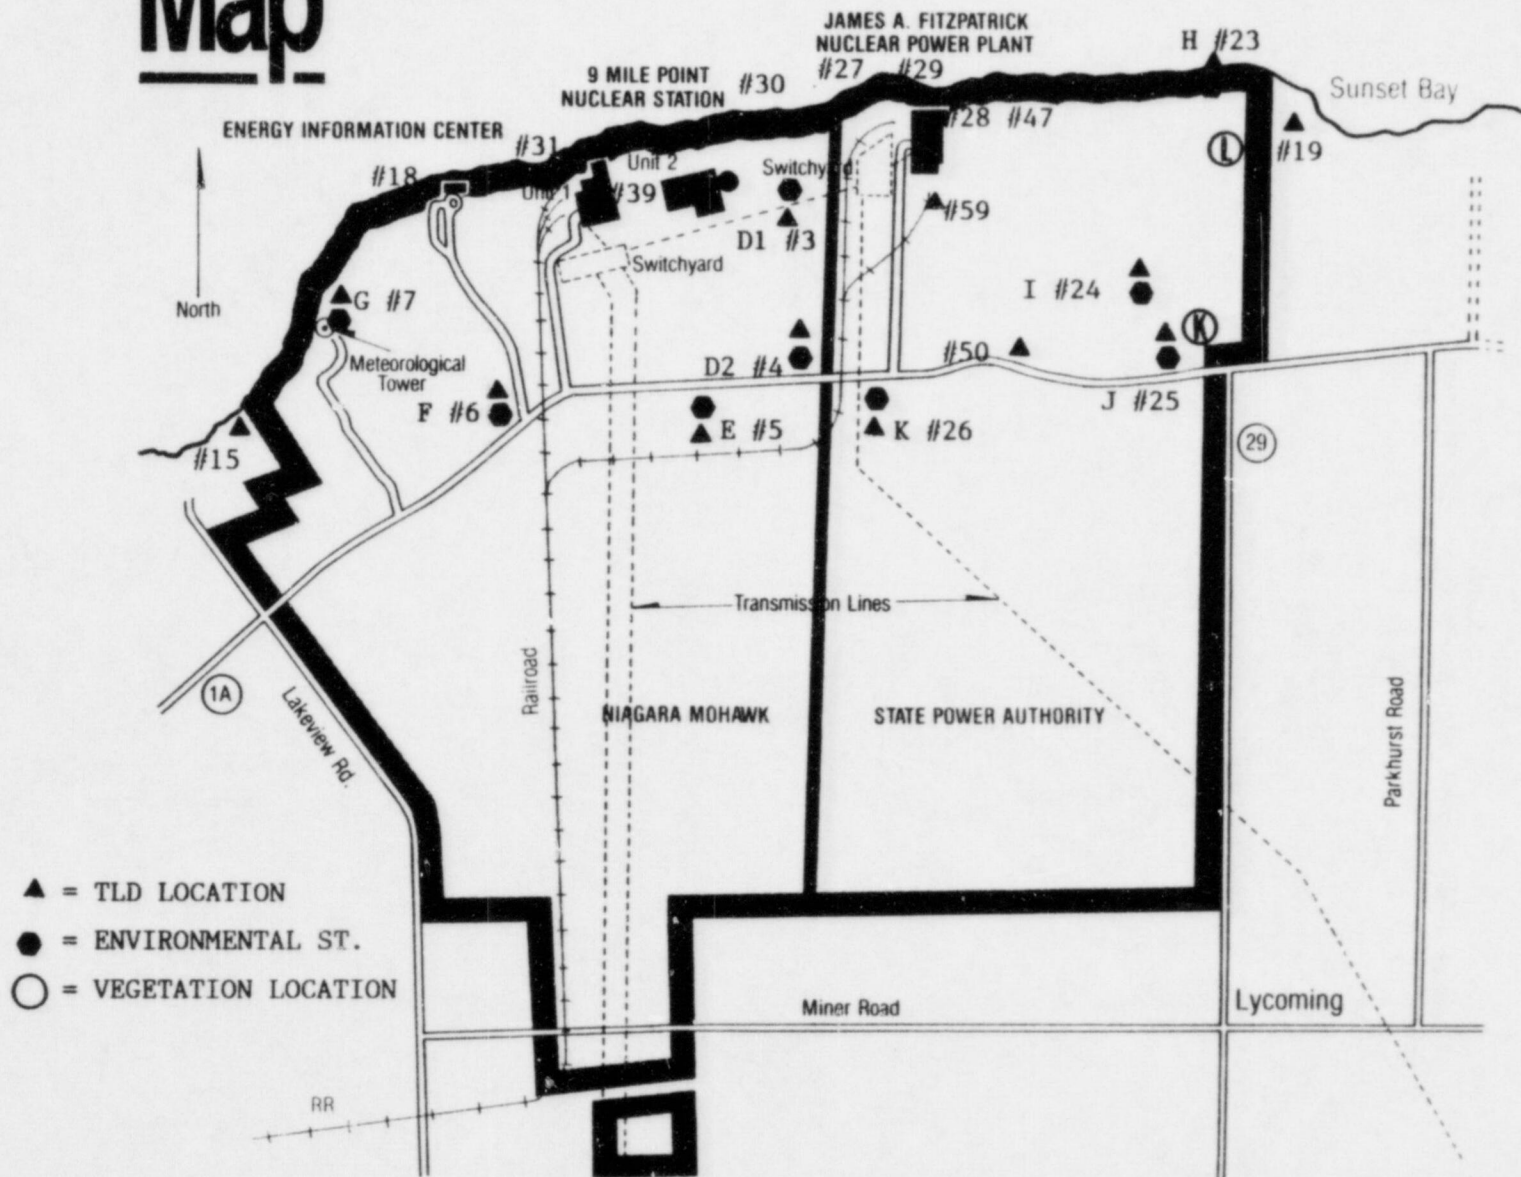 Map
JAMES A. FITZPATRICK
NUCLEAR POWER PLANT
H #23
9 MILE POINT
NUCLEAR STATION
#30
#27
#29
Sunset Bay
ENERGY INFORMATION CENTER
#31
#28 #47
#18
Unit 2
Switchyard
L
#19
Unit 1
#39
#59
D1 #3
Switchyard
North
G #7
I #24
K
Meteorological
Tower
D2 #4
#50
F #6
J #25
E #5
K #26
#15
29
Transmission Lines
1A
Lakeview Rd.
Railroad
NIAGARA MOHAWK
STATE POWER AUTHORITY
Parkhurst Road
= TLD LOCATION
= ENVIRONMENTAL ST.
= VEGETATION LOCATION
Miner Road
Lycoming
RR